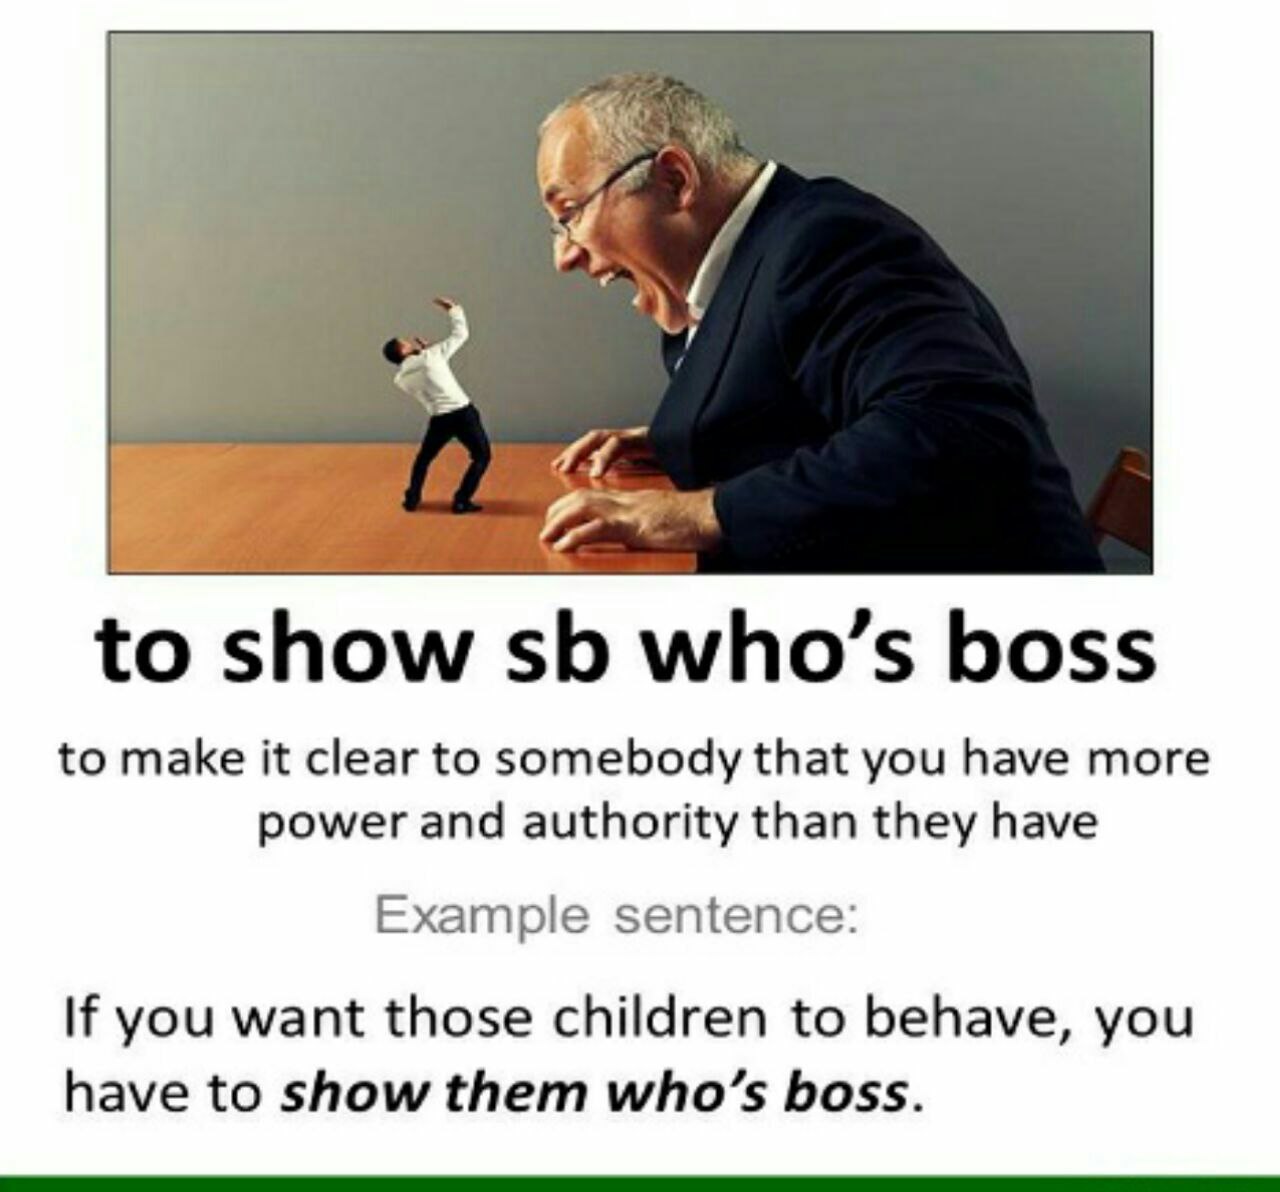 to show sb who’s boss
to make it clear to somebody that you have more
power and authority than they have
Example sentence:
If you want those children to behave, you
have to show them who’s boss.